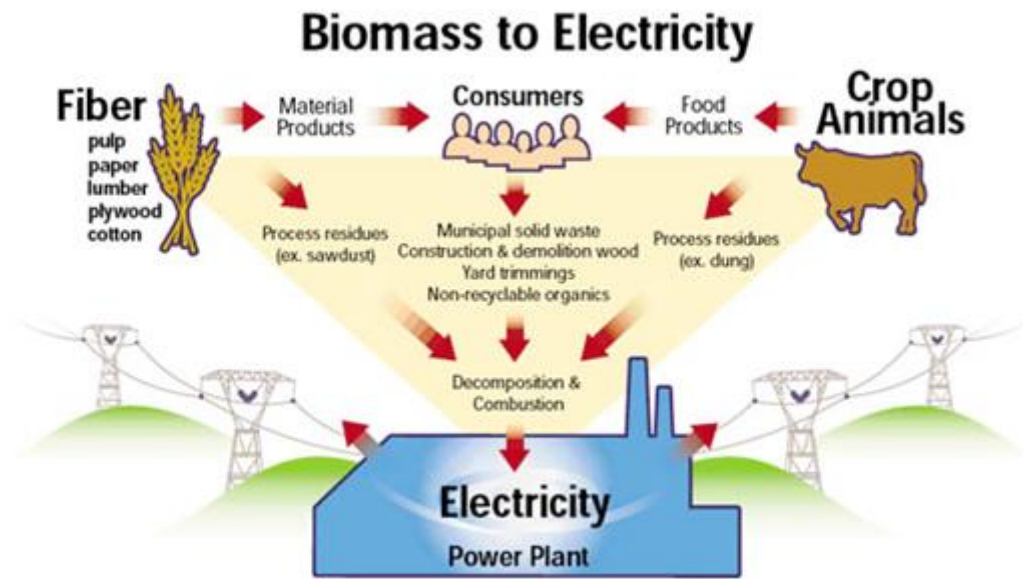 Biomass to Electricity
Fiber
pulp
paper
lumber
plywood
cotton
Material
Products
Consumers
Food
Products
Crop
Animals
Process residues
(ex. sawdust)
Municipal solid waste
Construction & demolition wood
Yard trimmings
Non-recyclable organics
Process residues
(ex. dung)
Decomposition &
Combustion
Electricity
Power Plant